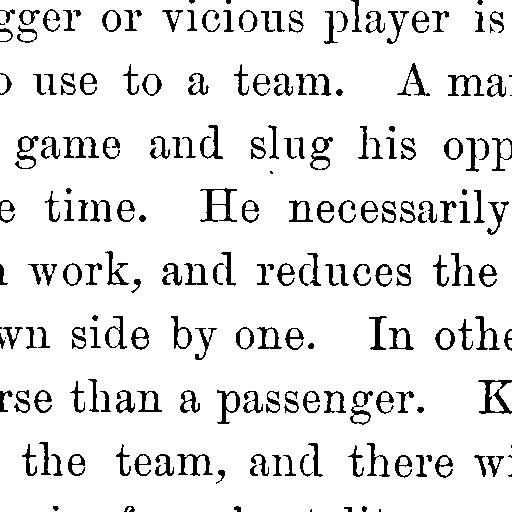 gger or vicious player is
o use to a team. A ma
game and slug his opp
e time. He necessarily
work, and reduces the
wn side by one. In othe
rse than a passenger. K
the team, and there wi